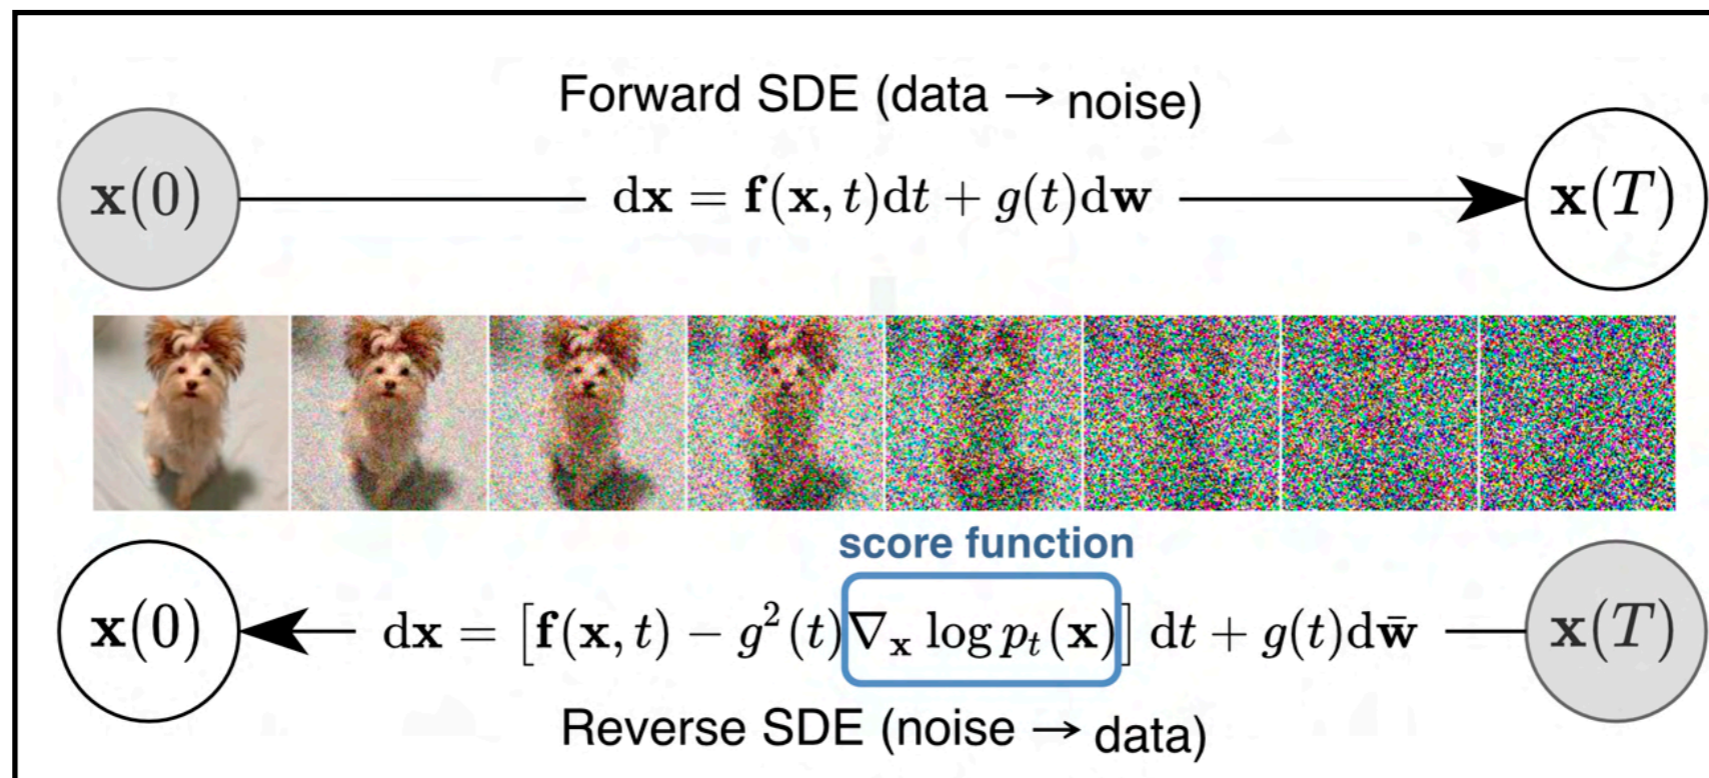 Forward SDE (data → noise)
x(0) dx = f(x, t)dt + g(t)dw x(T)
score function
x(0) dx = [f(x, t) − g²(t)∇ₓ log pₜ(x)] dt + g(t)dw̄ x(T)
Reverse SDE (noise → data)